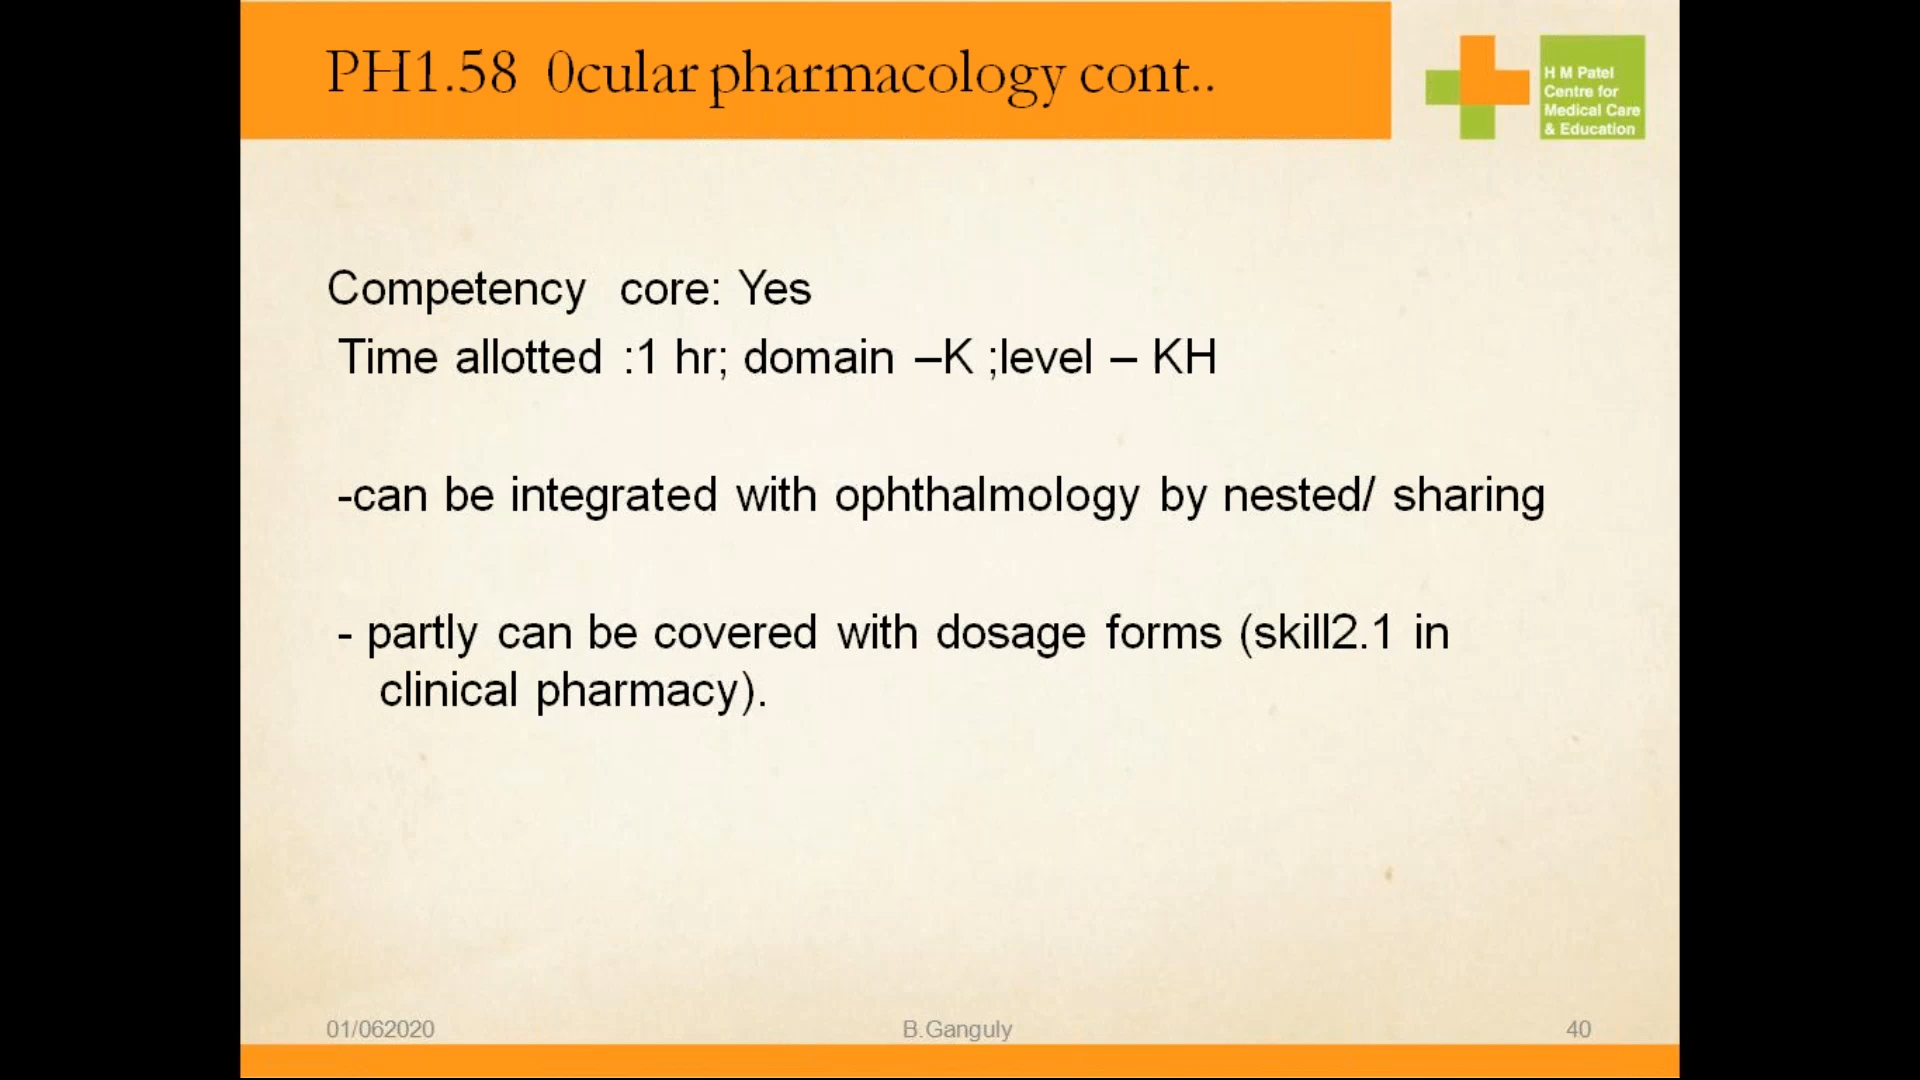 PH1.58 0cular pharmacology cont..
H M Patel
Centre for
Medical Care
& Education
Competency core: Yes
Time allotted :1 hr; domain –K ;level – KH
-can be integrated with ophthalmology by nested/ sharing
- partly can be covered with dosage forms (skill2.1 in
clinical pharmacy).
01/062020
B.Ganguly
40